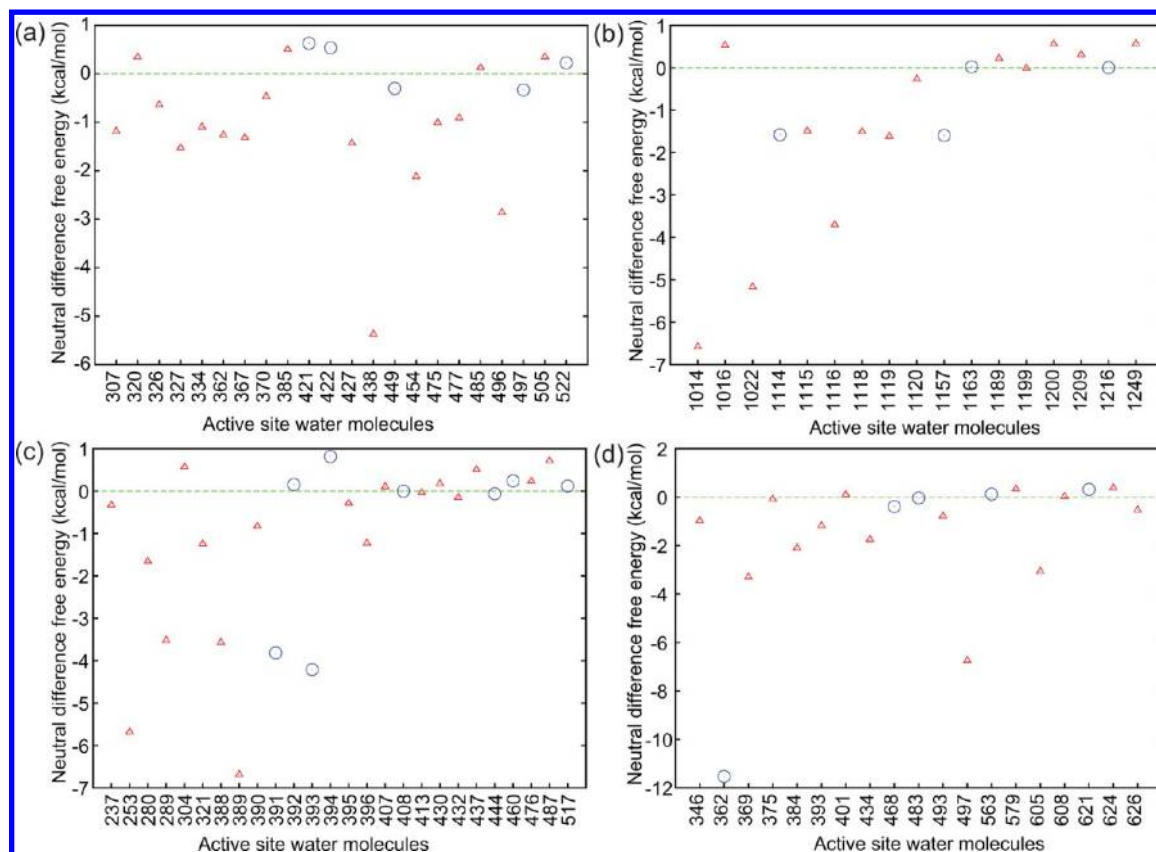 (a)
Neutral difference free energy (kcal/mol)
1
0
-1
-2
-3
-4
-5
-6
307 320 326 327 334 362 367 370 385 421 422 427 438 449 454 475 477 485 496 497 505 522
Active site water molecules
(b)
Neutral difference free energy (kcal/mol)
1
0
-1
-2
-3
-4
-5
-6
-7
1014 1016 1022 1114 1115 1116 1118 1119 1120 1157 1163 1189 1199 1200 1209 1216 1249
Active site water molecules
(c)
Neutral difference free energy (kcal/mol)
1
0
-1
-2
-3
-4
-5
-6
-7
237 253 280 289 304 321 388 389 390 391 392 393 394 395 396 407 408 413 430 432 437 444 460 476 487 517
Active site water molecules
(d)
Neutral difference free energy (kcal/mol)
2
0
-2
-4
-6
-8
-10
-12
346 362 369 375 384 393 401 434 468 483 493 497 563 579 605 608 621 624 626
Active site water molecules